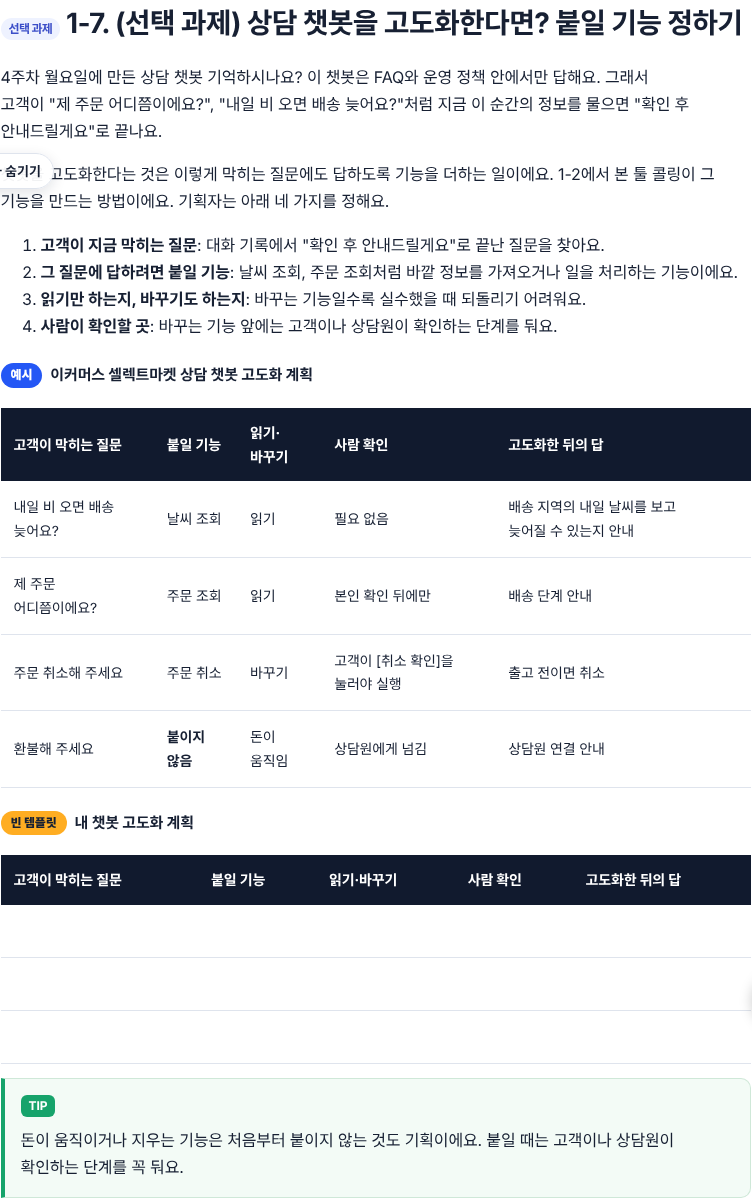 선택 과제 1-7. (선택 과제) 상담 챗봇을 고도화한다면? 붙일 기능 정하기
4주차 월요일에 만든 상담 챗봇 기억하시나요? 이 챗봇은 FAQ와 운영 정책 안에서만 답해요. 그래서
고객이 "제 주문 어디쯤이에요?", "내일 비 오면 배송 늦어요?"처럼 지금 이 순간의 정보를 물으면 "확인 후
안내드릴게요"로 끝나요.
숨기기
고도화한다는 것은 이렇게 막히는 질문에도 답하도록 기능을 더하는 일이에요. 1-2에서 본 툴 콜링이 그
기능을 만드는 방법이에요. 기획자는 아래 네 가지를 정해요.
1. 고객이 지금 막히는 질문: 대화 기록에서 "확인 후 안내드릴게요"로 끝난 질문을 찾아요.
2. 그 질문에 답하려면 붙일 기능: 날씨 조회, 주문 조회처럼 바깥 정보를 가져오거나 일을 처리하는 기능이에요.
3. 읽기만 하는지, 바꾸기도 하는지: 바꾸는 기능일수록 실수했을 때 되돌리기 어려워요.
4. 사람이 확인할 곳: 바꾸는 기능 앞에는 고객이나 상담원이 확인하는 단계를 둬요.
예시 이커머스 셀렉트마켓 상담 챗봇 고도화 계획
고객이 막히는 질문 붙일 기능 읽기·
바꾸기 사람 확인 고도화한 뒤의 답
내일 비 오면 배송
늦어요? 날씨 조회 읽기 필요 없음 배송 지역의 내일 날씨를 보고
늦어질 수 있는지 안내
제 주문
어디쯤이에요? 주문 조회 읽기 본인 확인 뒤에만 배송 단계 안내
주문 취소해 주세요 주문 취소 바꾸기 고객이 [취소 확인]을
눌러야 실행 출고 전이면 취소
환불해 주세요 붙이지
않음 돈이
움직임 상담원에게 넘김 상담원 연결 안내
빈 템플릿 내 챗봇 고도화 계획
고객이 막히는 질문 붙일 기능 읽기·바꾸기 사람 확인 고도화한 뒤의 답
TIP
돈이 움직이거나 지우는 기능은 처음부터 붙이지 않는 것도 기획이에요. 붙일 때는 고객이나 상담원이
확인하는 단계를 꼭 둬요.